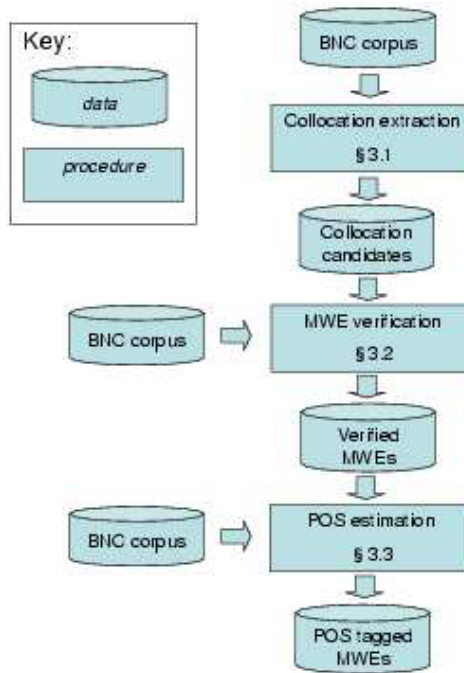 Key:
data
procedure
BNC corpus
Collocation extraction
§ 3.1
Collocation
candidates
BNC corpus
MWE verification
§ 3.2
Verified
MWEs
BNC corpus
POS estimation
§ 3.3
POS tagged
MWEs